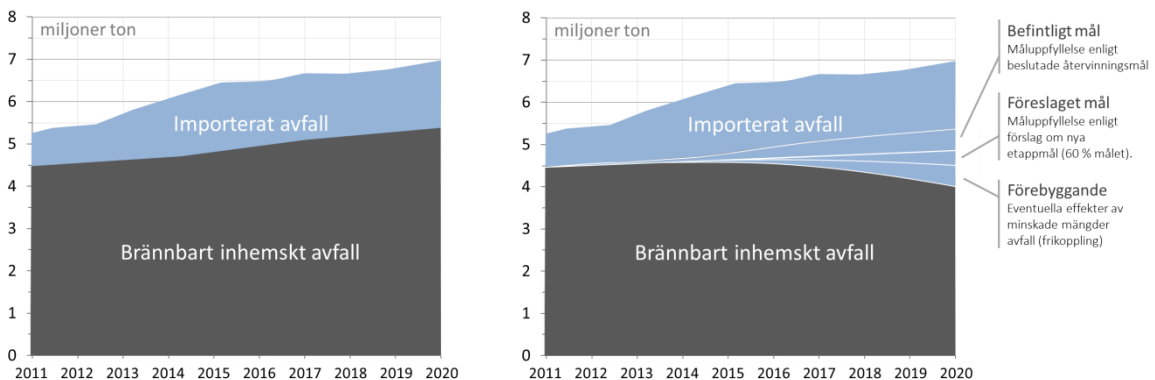 8
miljoner ton
7
6
Importerat avfall
5
4
3
Brännbart inhemskt avfall
2
1
0
2011 2012 2013 2014 2015 2016 2017 2018 2019 2020
8
miljoner ton
7
6
Importerat avfall
5
4
3
Brännbart inhemskt avfall
2
1
0
2011 2012 2013 2014 2015 2016 2017 2018 2019 2020
Befintligt mål
Måluppfyllelse enligt
beslutade återvinningsmål
Föreslaget mål
Måluppfyllelse enligt
förslag om nya
etappmål (60 % målet).
Förebyggande
Eventuella effekter av
minskade mängder
avfall (frikoppling)